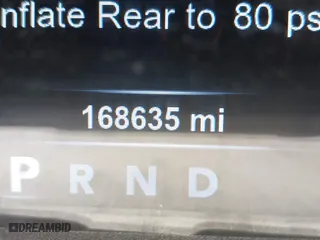 nflate Rear to 80 ps
168635 mi
P R N D
DREAMBID